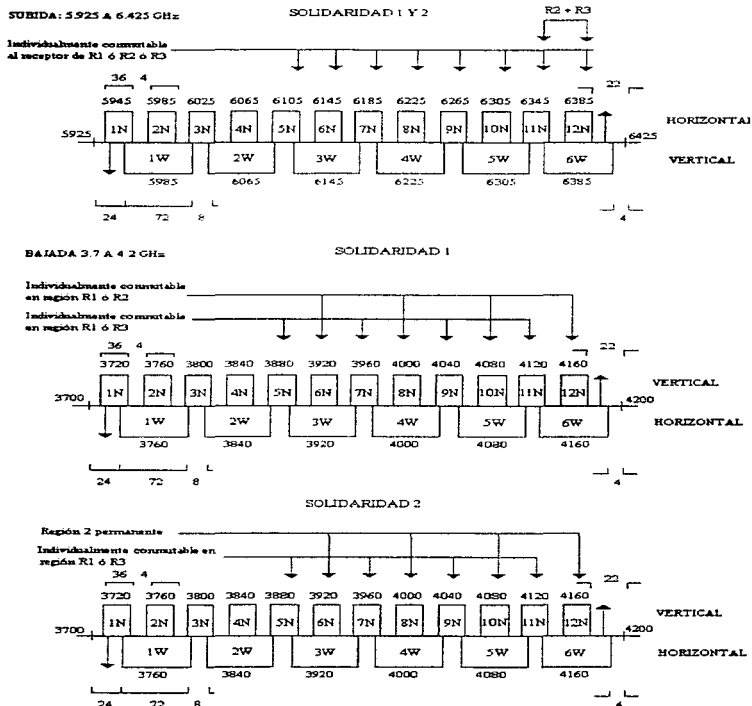 SUBIDA: 5.925 A 6.425 GHz
SOLIDARIDAD 1 Y 2
R2 + R3
Individualmente conmutable
al receptor de R1 ó R2 ó R3
36 4 22
5945 5985 6025 6065 6105 6145 6185 6225 6265 6305 6345 6385
1N 2N 3N 4N 5N 6N 7N 8N 9N 10N 11N 12N
HORIZONTAL
5925 6425
1W 2W 3W 4W 5W 6W
VERTICAL
5985 6065 6145 6225 6305 6385
24 72 8 4
BAJADA 3.7 A 4.2 GHz
SOLIDARIDAD 1
Individualmente conmutable
en región R1 ó R2
Individualmente conmutable
en región R1 ó R3
36 4 22
3720 3760 3800 3840 3880 3920 3960 4000 4040 4080 4120 4160
1N 2N 3N 4N 5N 6N 7N 8N 9N 10N 11N 12N
VERTICAL
3700 4200
1W 2W 3W 4W 5W 6W
HORIZONTAL
3760 3840 3920 4000 4080 4160
24 72 8 4
SOLIDARIDAD 2
Región 2 permanente
Individualmente conmutable en
región R1 ó R3
36 4 22
3720 3760 3800 3840 3880 3920 3960 4000 4040 4080 4120 4160
1N 2N 3N 4N 5N 6N 7N 8N 9N 10N 11N 12N
VERTICAL
3700 4200
1W 2W 3W 4W 5W 6W
HORIZONTAL
3760 3840 3920 4000 4080 4160
24 72 8 4